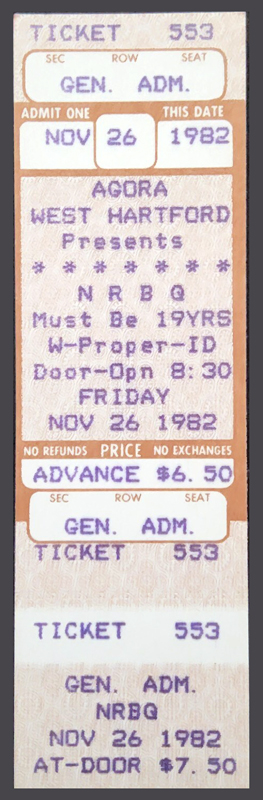 TICKET 553
SEC ROW SEAT
GEN. ADM.
ADMIT ONE THIS DATE
NOV 26 1982
AGORA
WEST HARTFORD
Presents
* * * * * * *
N R B Q
Must Be 19YRS
W-Proper-ID
Door-Opn 8:30
FRIDAY
NOV 26 1982
NO REFUNDS PRICE NO EXCHANGES
ADVANCE $6.50
SEC ROW SEAT
GEN. ADM.
TICKET 553
TICKET 553
GEN. ADM.
NRBQ
NOV 26 1982
AT-DOOR $7.50